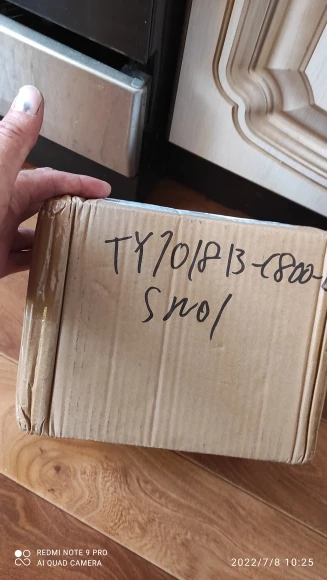 TY701813-C800-
SN01
REDMI NOTE 9 PRO
AI QUAD CAMERA
2022/7/8 10:25